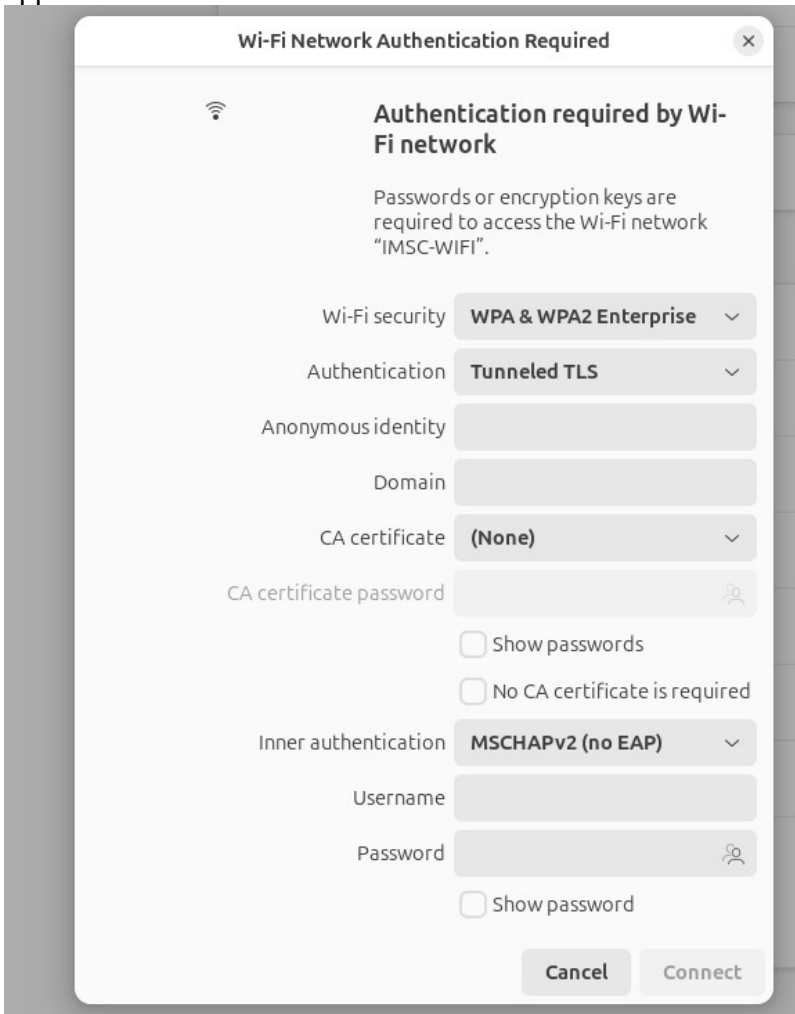 Wi-Fi Network Authentication Required
Authentication required by Wi-
Fi network
Passwords or encryption keys are
required to access the Wi-Fi network
“IMSC-WIFI”.
Wi-Fi security WPA & WPA2 Enterprise
Authentication Tunneled TLS
Anonymous identity
Domain
CA certificate (None)
CA certificate password
Show passwords
No CA certificate is required
Inner authentication MSCHAPv2 (no EAP)
Username
Password
Show password
Cancel Connect